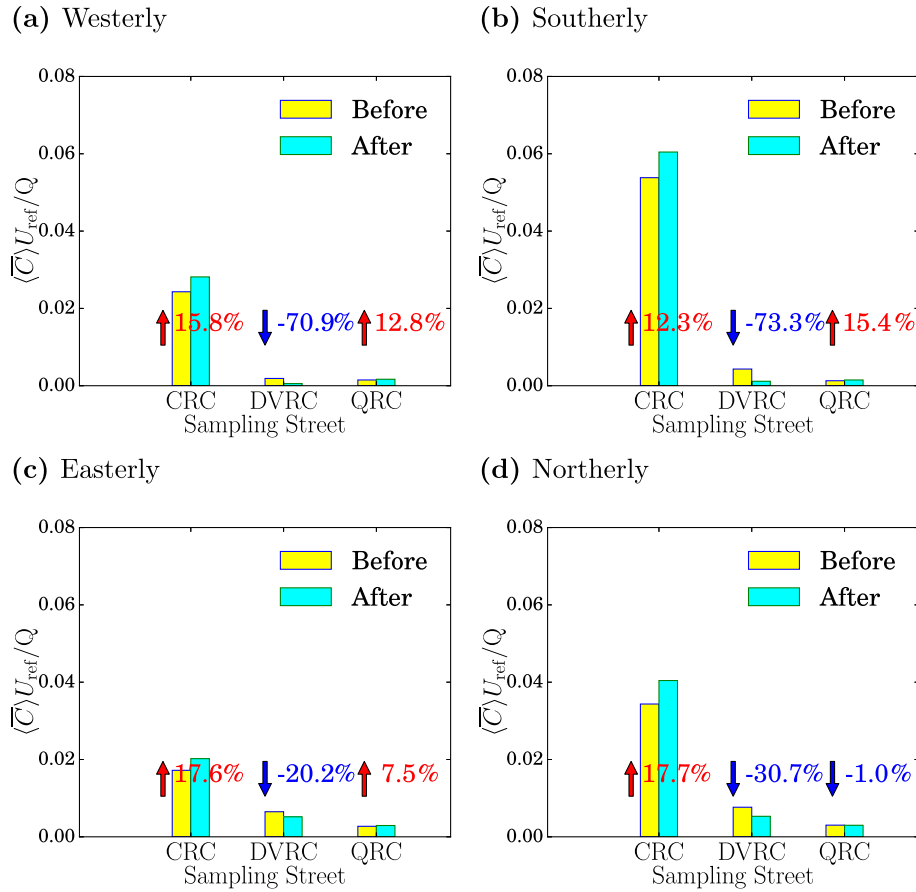 (a) Westerly
0.08
0.06
0.04
0.02
0.00
⟨C̅⟩U_ref/Q
Before
After
15.8%
-70.9%
12.8%
CRC DVRC QRC
Sampling Street
(b) Southerly
0.08
0.06
0.04
0.02
0.00
⟨C̅⟩U_ref/Q
Before
After
12.3%
-73.3%
15.4%
CRC DVRC QRC
Sampling Street
(c) Easterly
0.08
0.06
0.04
0.02
0.00
⟨C̅⟩U_ref/Q
Before
After
17.6%
-20.2%
7.5%
CRC DVRC QRC
Sampling Street
(d) Northerly
0.08
0.06
0.04
0.02
0.00
⟨C̅⟩U_ref/Q
Before
After
17.7%
-30.7%
-1.0%
CRC DVRC QRC
Sampling Street